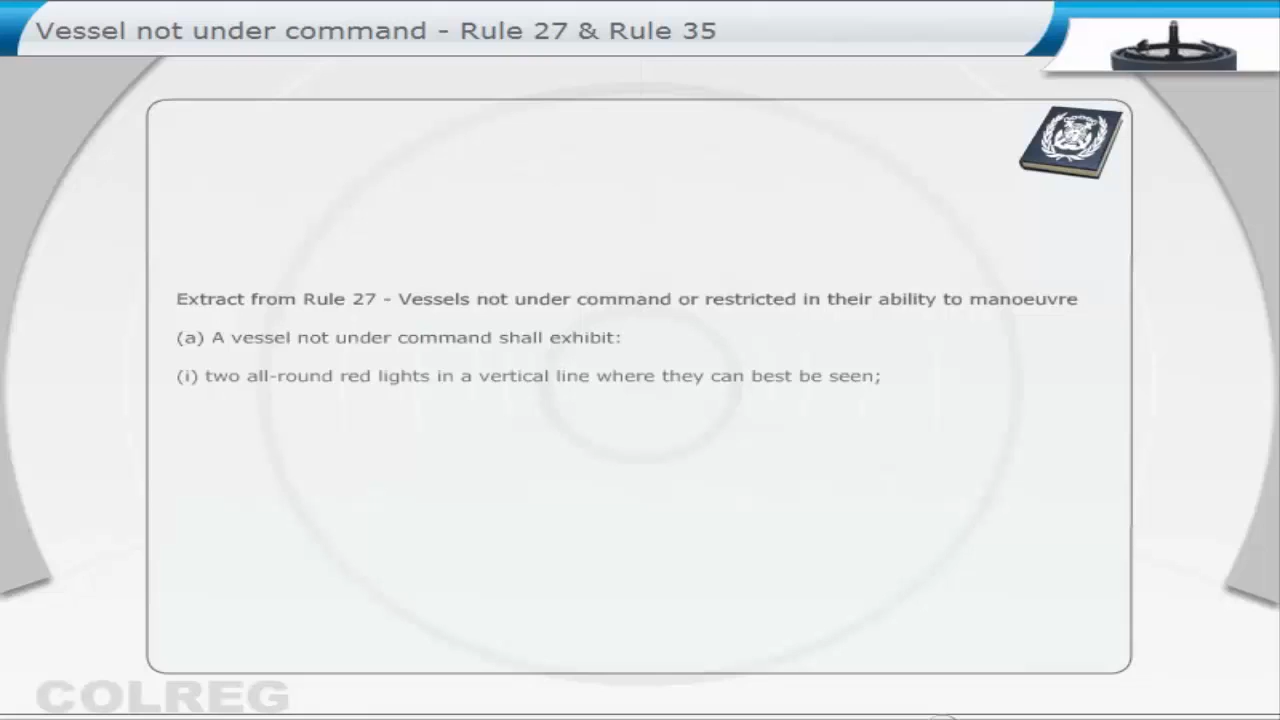 Vessel not under command - Rule 27 & Rule 35
Extract from Rule 27 - Vessels not under command or restricted in their ability to manoeuvre
(a) A vessel not under command shall exhibit:
(i) two all-round red lights in a vertical line where they can best be seen;
COLREG